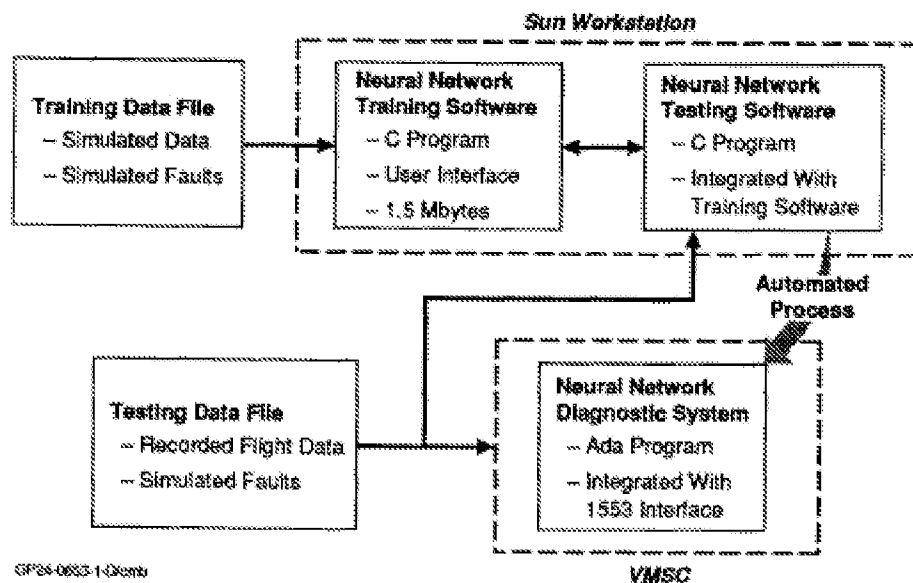 Sun Workstation
Training Data File
– Simulated Data
– Simulated Faults
Neural Network
Training Software
– C Program
– User Interface
– 1.5 Mbytes
Neural Network
Testing Software
– C Program
– Integrated With
Training Software
Automated
Process
Testing Data File
– Recorded Flight Data
– Simulated Faults
Neural Network
Diagnostic System
– Ada Program
– Integrated With
1553 Interface
VMSC